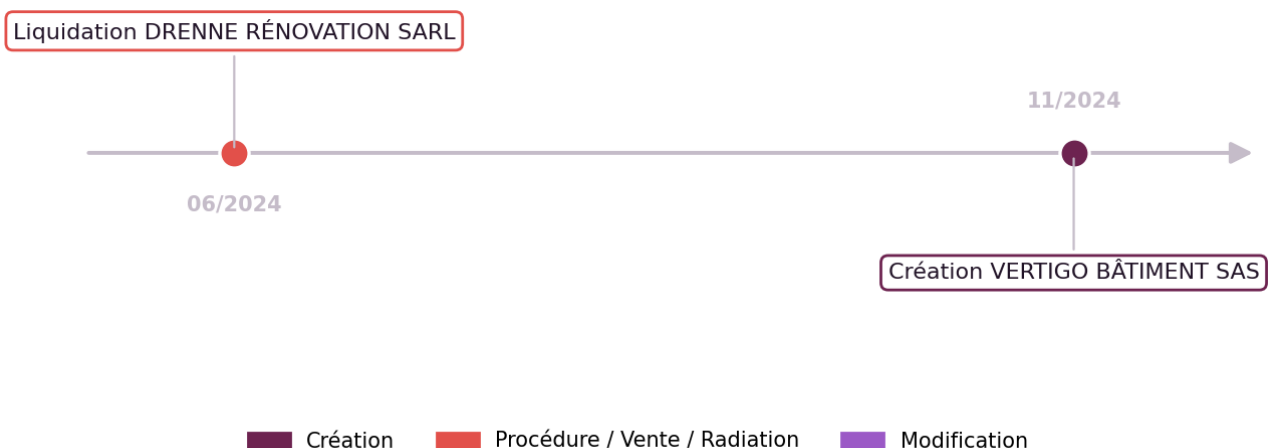 Liquidation DRENNE RÉNOVATION SARL
11/2024
06/2024
Création VERTIGO BÂTIMENT SAS
Création
Procédure / Vente / Radiation
Modification